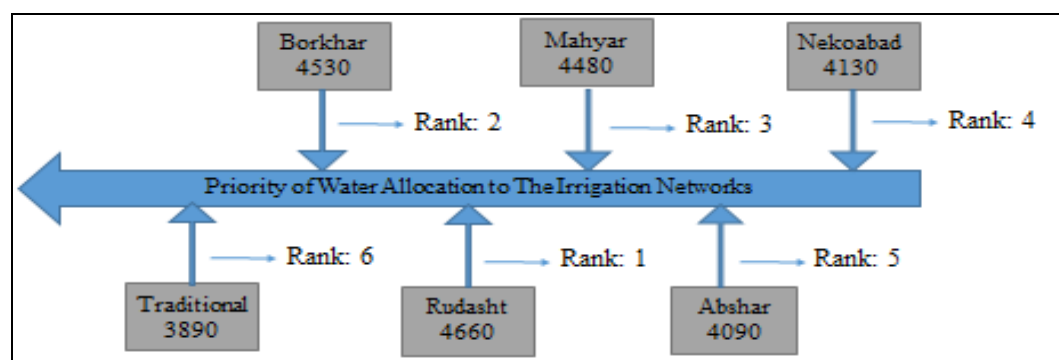 Borkhar
4530
Mahyar
4480
Nekoabad
4130
Rank: 2
Rank: 3
Rank: 4
Priority of Water Allocation to The Irrigation Networks
Rank: 6
Rank: 1
Rank: 5
Traditional
3890
Rudasht
4660
Abshar
4090